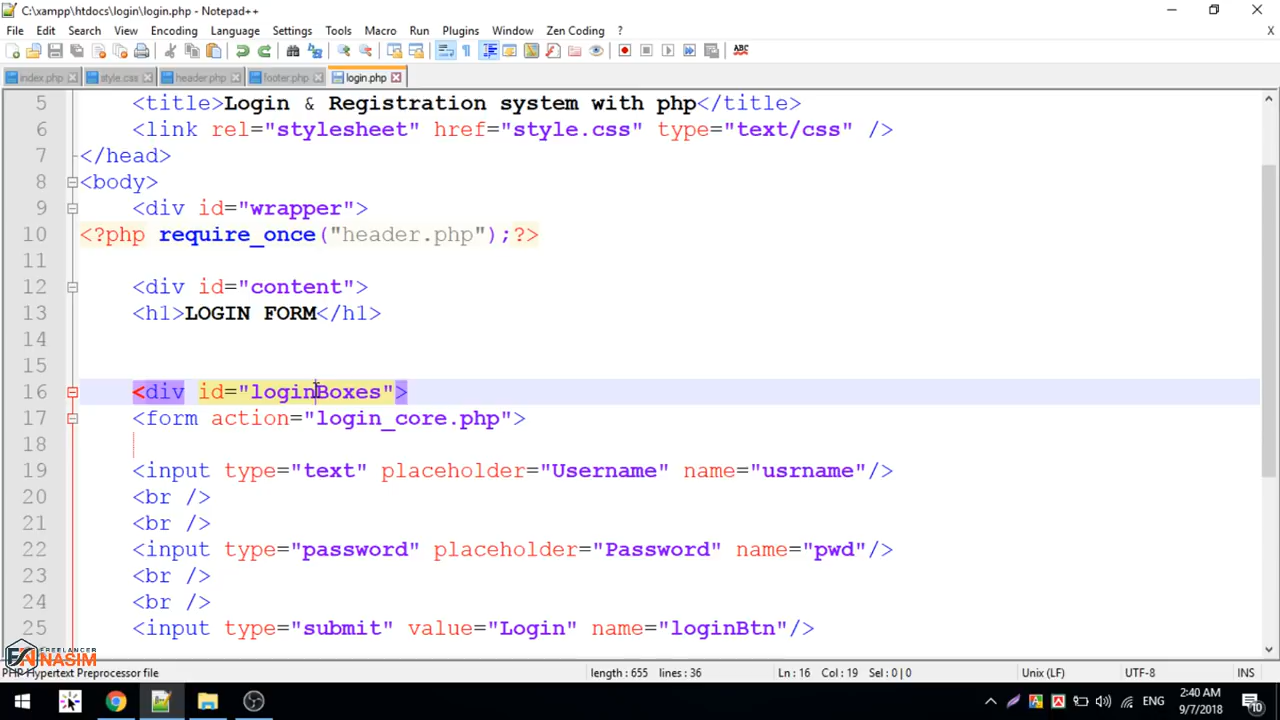 C:\xampp\htdocs\login\login.php - Notepad++
File Edit Search View Encoding Language Settings Tools Macro Run Plugins Window Zen Coding ?
X
ABC
index.php style.css header.php footer.php login.php
5 <title>Login & Registration system with php</title>
6 <link rel="stylesheet" href="style.css" type="text/css" />
7 </head>
8 <body>
9 <div id="wrapper">
10 <?php require_once("header.php");?>
11
12 <div id="content">
13 <h1>LOGIN FORM</h1>
14
15
16 <div id="loginBoxes">
17 <form action="login_core.php">
18
19 <input type="text" placeholder="Username" name="usrname"/>
20 <br />
21 <br />
22 <input type="password" placeholder="Password" name="pwd"/>
23 <br />
24 <br />
25 <input type="submit" value="Login" name="loginBtn"/>
FREELANCER
NASIM
PHP Hypertext Preprocessor file length : 655 lines : 36 Ln : 16 Col : 19 Sel : 0 | 0 Unix (LF) UTF-8 INS
ENG
2:40 AM
9/7/2018
10